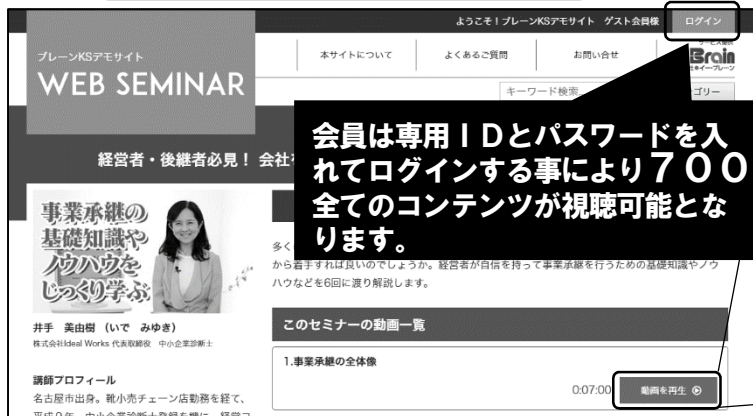 ようこそ！ブレーンKSデモサイト　ゲスト会員様
ログイン
ブレーンKSデモサイト
WEB SEMINAR
本サイトについて
よくあるご質問
お問い合せ
Brain
キーワード検索
ゴリー
会員は専用ＩＤとパスワードを入
れてログインする事により７００
全てのコンテンツが視聴可能とな
ります。
経営者・後継者必見！ 会社
事業承継の
基礎知識や
ノウハウを
じっくり学ぶ
多く
から着手すれば良いのでしょうか。経営者が自信を持って事業承継を行うための基礎知識やノウ
ハウなどを6回に渡り解説します。
井手　美由樹（いで　みゆき）
株式会社Ideal Works 代表取締役　中小企業診断士
このセミナーの動画一覧
1.事業承継の全体像
0:07:00
動画を再生
講師プロフィール
名古屋市出身。靴小売チェーン店勤務を経て、